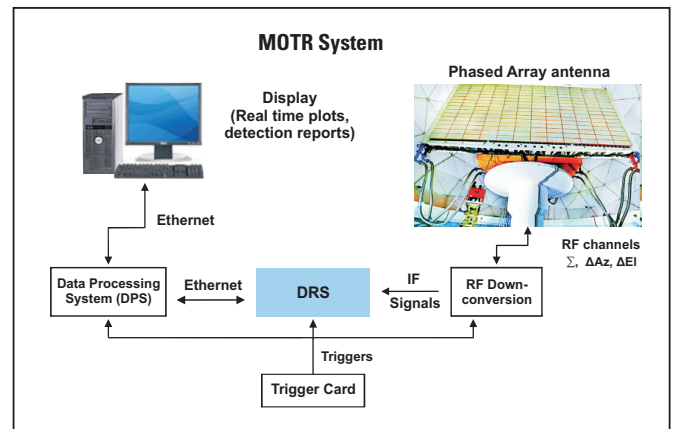 MOTR System
Phased Array antenna
Display
(Real time plots,
detection reports)
Ethernet
RF channels
∑, ΔAz, ΔEl
Data Processing
System (DPS)
Ethernet
DRS
IF
Signals
RF Down-
conversion
Triggers
Trigger Card